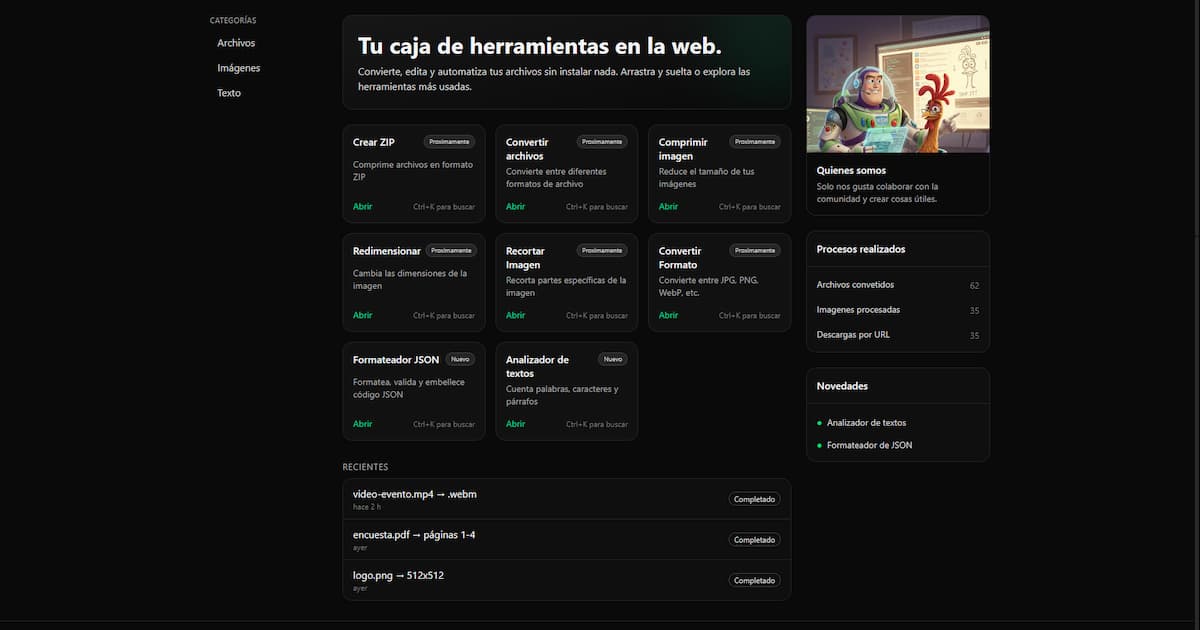 CATEGORÍAS
Archivos
Imágenes
Texto
Tu caja de herramientas en la web.
Convierte, edita y automatiza tus archivos sin instalar nada. Arrastra y suelta o explora las
herramientas más usadas.
Crear ZIP
Proximamente
Comprime archivos en formato
ZIP
Abrir
Ctrl+K para buscar
Convertir
archivos
Proximamente
Convierte entre diferentes
formatos de archivo
Abrir
Ctrl+K para buscar
Comprimir
imagen
Proximamente
Reduce el tamaño de tus
imágenes
Abrir
Ctrl+K para buscar
Redimensionar
Proximamente
Cambia las dimensiones de la
imagen
Abrir
Ctrl+K para buscar
Recortar
Imagen
Proximamente
Recorta partes específicas de la
imagen
Abrir
Ctrl+K para buscar
Convertir
Formato
Proximamente
Convierte entre JPG, PNG,
WebP, etc.
Abrir
Ctrl+K para buscar
Formateador JSON
Nuevo
Formatea, valida y embellece
código JSON
Abrir
Ctrl+K para buscar
Analizador de
textos
Nuevo
Cuenta palabras, caracteres y
párrafos
Abrir
Ctrl+K para buscar
RECIENTES
video-evento.mp4 → .webm
hace 2 h
Completado
encuesta.pdf → páginas 1-4
ayer
Completado
logo.png → 512x512
ayer
Completado
Quienes somos
Solo nos gusta colaborar con la
comunidad y crear cosas útiles.
Procesos realizados
Archivos convetidos 62
Imagenes procesadas 35
Descargas por URL 35
Novedades
Analizador de textos
Formateador de JSON